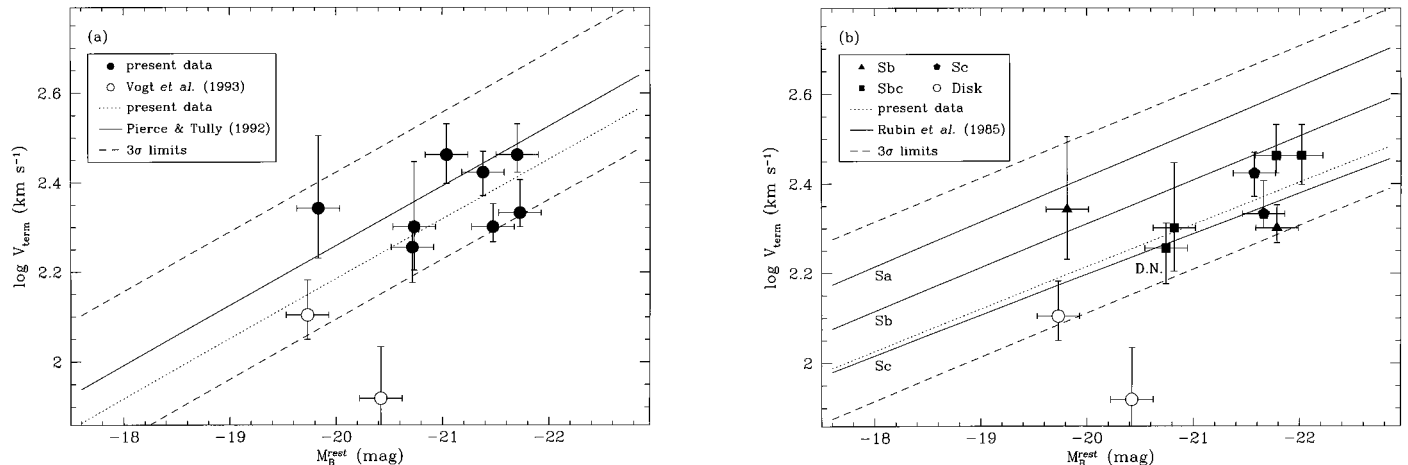 (a)
present data
Vogt et al. (1993)
present data
Pierce & Tully (1992)
3σ limits
2.6
2.4
2.2
2
log V_term (km s⁻¹)
-18
-19
-20
-21
-22
M_B^rest (mag)
(b)
Sb Sc
Sbc Disk
present data
Rubin et al. (1985)
3σ limits
2.6
2.4
2.2
2
log V_term (km s⁻¹)
Sa
Sb
Sc
D.N.
-18
-19
-20
-21
-22
M_B^rest (mag)